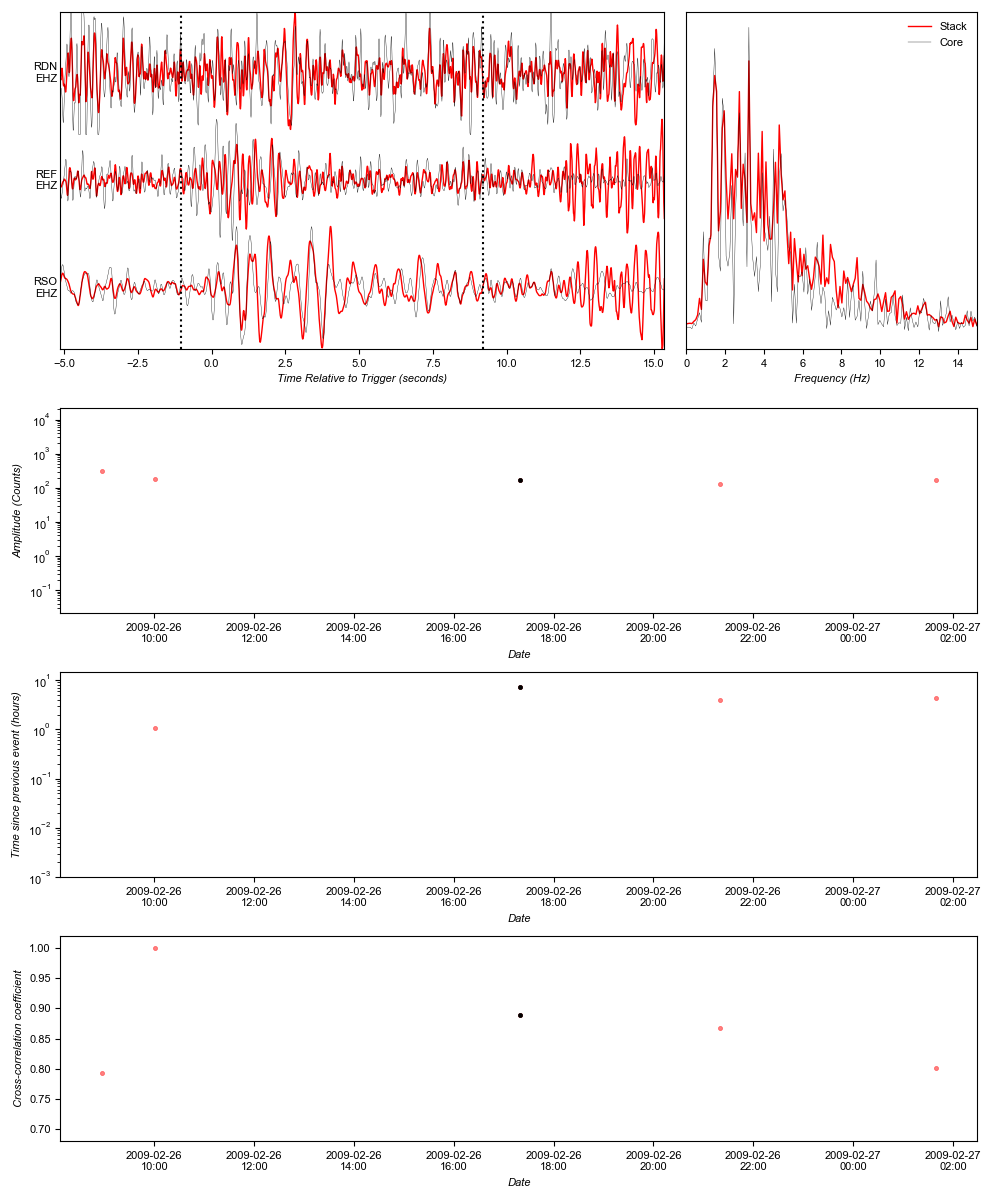 RDN
EHZ
REF
EHZ
RSO
EHZ
−5.0 −2.5 0.0 2.5 5.0 7.5 10.0 12.5 15.0
Time Relative to Trigger (seconds)
Stack
Core
0 2 4 6 8 10 12 14
Frequency (Hz)
10⁴
10³
10²
10¹
10⁰
10⁻¹
Amplitude (Counts)
2009-02-26 2009-02-26 2009-02-26 2009-02-26 2009-02-26 2009-02-26 2009-02-26 2009-02-27 2009-02-27
10:00 12:00 14:00 16:00 18:00 20:00 22:00 00:00 02:00
Date
10¹
10⁰
10⁻¹
10⁻²
10⁻³
Time since previous event (hours)
2009-02-26 2009-02-26 2009-02-26 2009-02-26 2009-02-26 2009-02-26 2009-02-26 2009-02-27 2009-02-27
10:00 12:00 14:00 16:00 18:00 20:00 22:00 00:00 02:00
Date
1.00
0.95
0.90
0.85
0.80
0.75
0.70
Cross-correlation coefficient
2009-02-26 2009-02-26 2009-02-26 2009-02-26 2009-02-26 2009-02-26 2009-02-26 2009-02-27 2009-02-27
10:00 12:00 14:00 16:00 18:00 20:00 22:00 00:00 02:00
Date